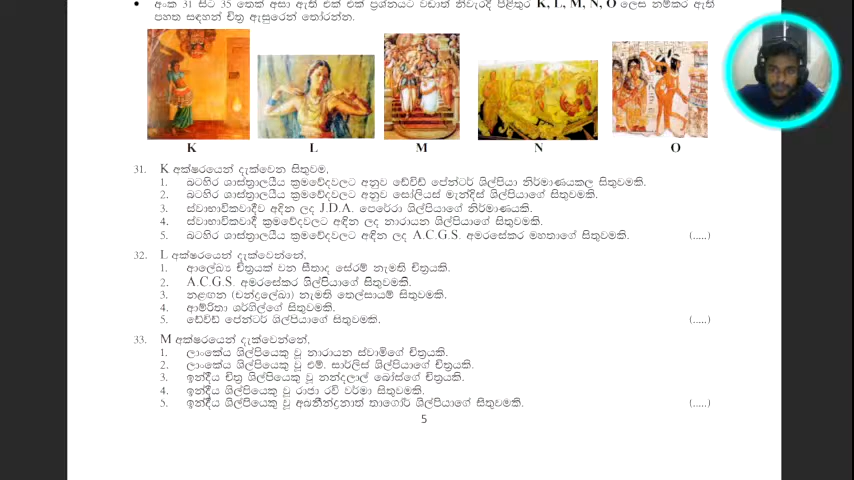 • අංක 31 සිට 35 තෙක් අසා ඇති එක් එක් ප්‍රශ්නයට වඩාත් නිවැරදි පිළිතුර K, L, M, N, O ලෙස නම්කර ඇති
පහත සඳහන් චිත්‍ර ඇසුරෙන් තෝරන්න.
K L M N O
31. K අක්ෂරයෙන් දැක්වෙන සිතුවම,
1. බටහිර ශාස්ත්‍රාලයීය ක්‍රමවේදවලට අනුව ඩේවිඩ් පේන්ටර් ශිල්පියා නිර්මාණයකල සිතුවමකි.
2. බටහිර ශාස්ත්‍රාලයීය ක්‍රමවේදවලට අනුව සෝලියස් මැන්දිස් ශිල්පියාගේ සිතුවමකි.
3. ස්වාභාවිකවාදීව අඳින ලද J.D.A. පෙරේරා ශිල්පියාගේ නිර්මාණයකි.
4. ස්වාභාවිකවාදී ක්‍රමවේදවලට අඳින ලද නාරායන ශිල්පියාගේ සිතුවමකි.
5. බටහිර ශාස්ත්‍රාලයීය ක්‍රමවේදවලට අඳින ලද A.C.G.S. අමරසේකර මහතාගේ සිතුවමකි. (.....)
32. L අක්ෂරයෙන් දැක්වෙන්නේ,
1. ආලේඛ්‍ය චිත්‍රයක් වන සීතාද සේරම් නැමති චිත්‍රයකි.
2. A.C.G.S. අමරසේකර ශිල්පියාගේ සිතුවමකි.
3. නළඟන (චන්ද්‍රලේඛා) නැමති තෙල්සායම් සිතුවමකි.
4. ආම්රිතා ශර්ගිල්ගේ සිතුවමකි.
5. ඩේවිඩ් පේන්ටර් ශිල්පියාගේ සිතුවමකි. (.....)
33. M අක්ෂරයෙන් දැක්වෙන්නේ,
1. ලාංකේය ශිල්පියෙකු වූ නාරායන ස්වාමිගේ චිත්‍රයකි.
2. ලාංකේය ශිල්පියෙකු වූ එම්. සාර්ලිස් ශිල්පියාගේ චිත්‍රයකි.
3. ඉන්දීය චිත්‍ර ශිල්පියෙකු වූ නන්දලාල් බෝස්ගේ චිත්‍රයකි.
4. ඉන්දීය ශිල්පියෙකු වූ රාජා රවි වර්මා සිතුවමකි.
5. ඉන්දීය ශිල්පියෙකු වූ අබනීන්ද්‍රනාත් තාගෝර් ශිල්පියාගේ සිතුවමකි. (.....)
5